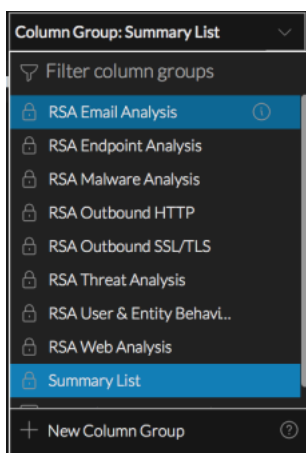 Column Group: Summary List
Filter column groups
RSA Email Analysis
RSA Endpoint Analysis
RSA Malware Analysis
RSA Outbound HTTP
RSA Outbound SSL/TLS
RSA Threat Analysis
RSA User & Entity Behavi...
RSA Web Analysis
Summary List
New Column Group